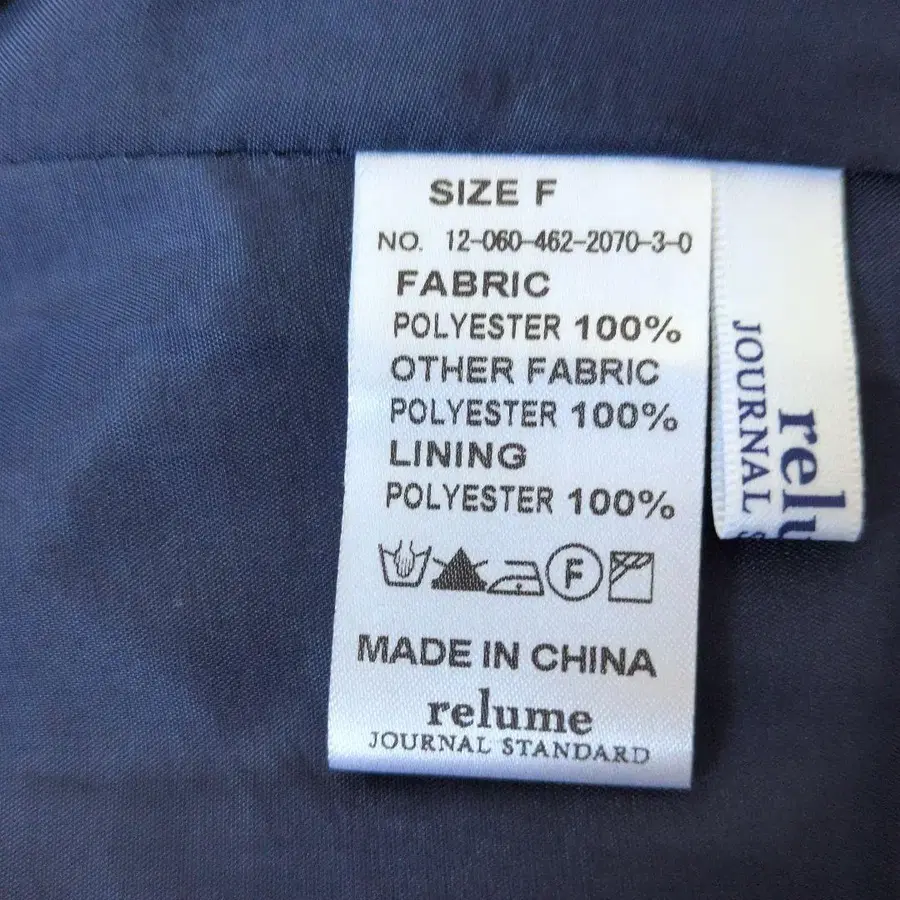 SIZE F
NO. 12-060-462-2070-3-0
FABRIC
POLYESTER 100%
OTHER FABRIC
POLYESTER 100%
LINING
POLYESTER 100%
F
MADE IN CHINA
relume
JOURNAL STANDARD
relu
JOURNAL S